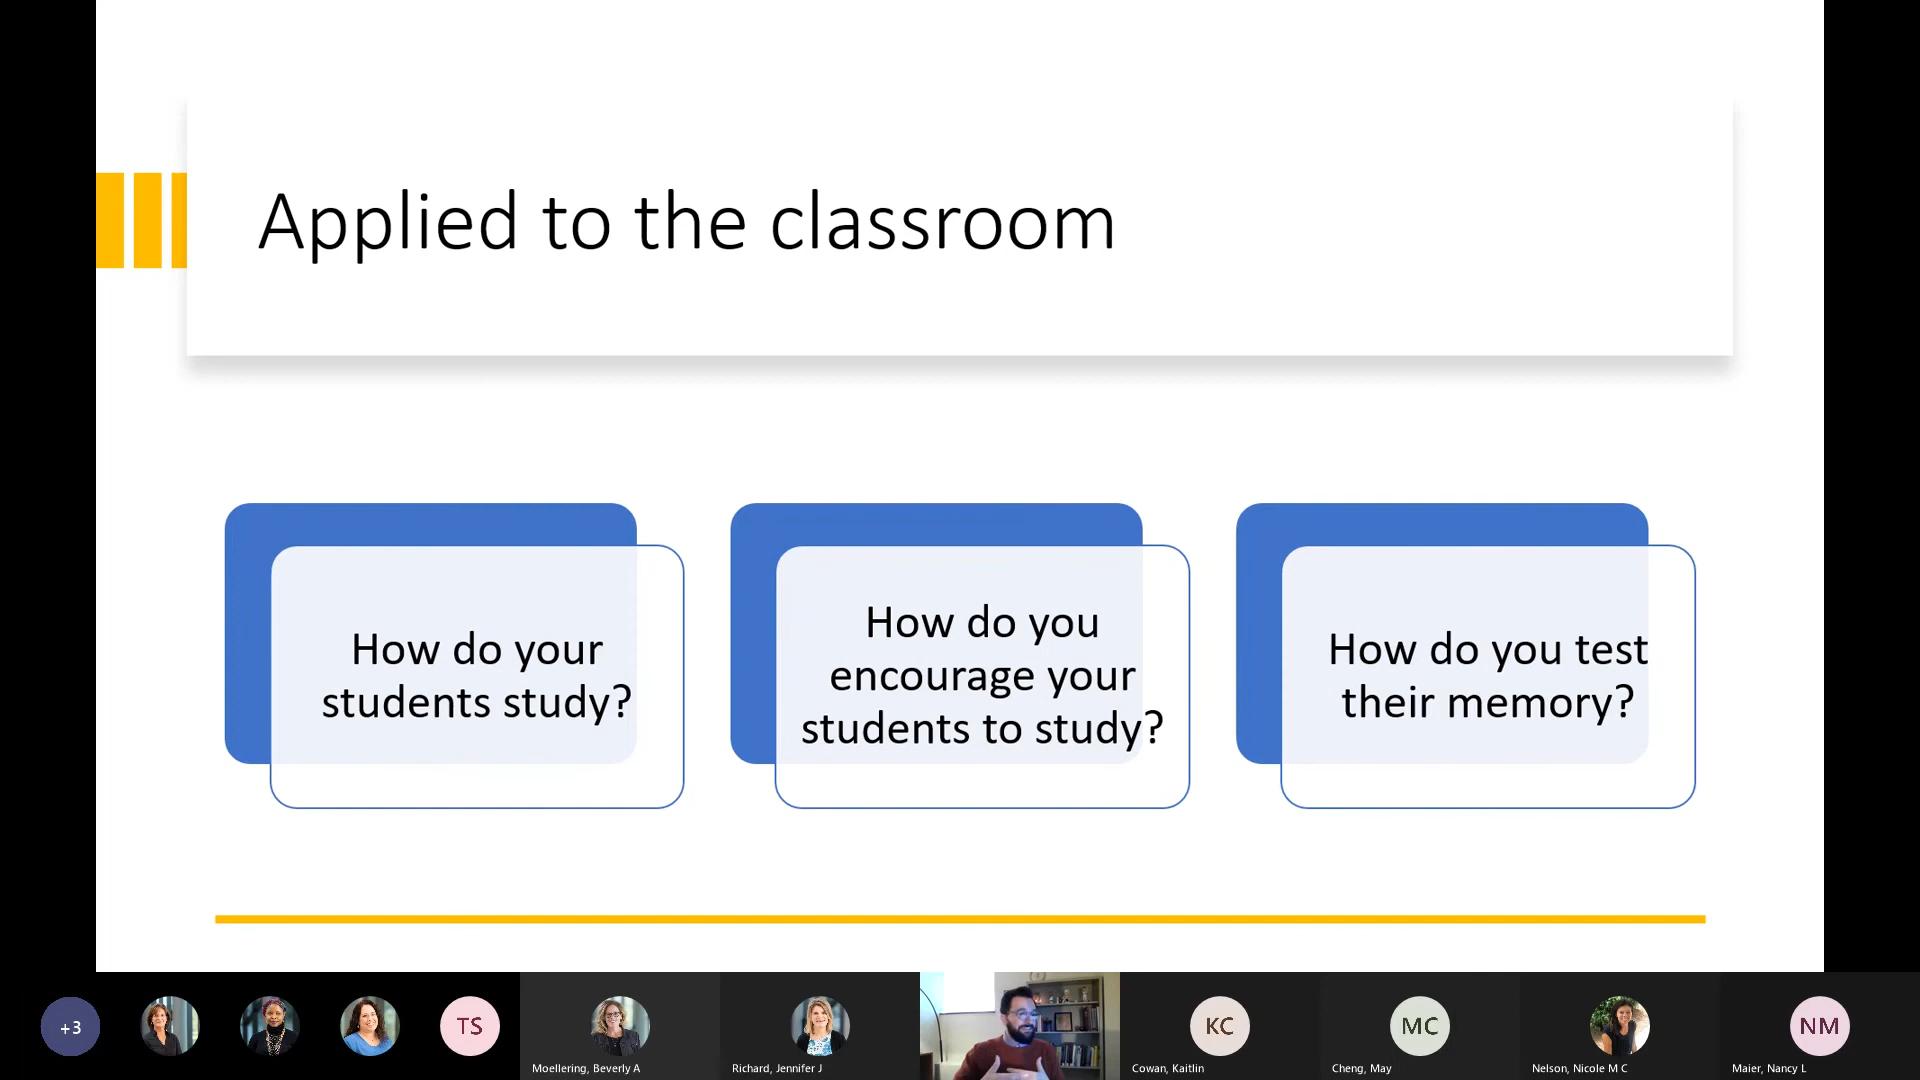 Applied to the classroom
How do your
students study?
How do you
encourage your
students to study?
How do you test
their memory?
+3
TS
Moellering, Beverly A
Richard, Jennifer J
KC
Cowan, Kaitlin
MC
Cheng, May
Nelson, Nicole M C
NM
Maier, Nancy L